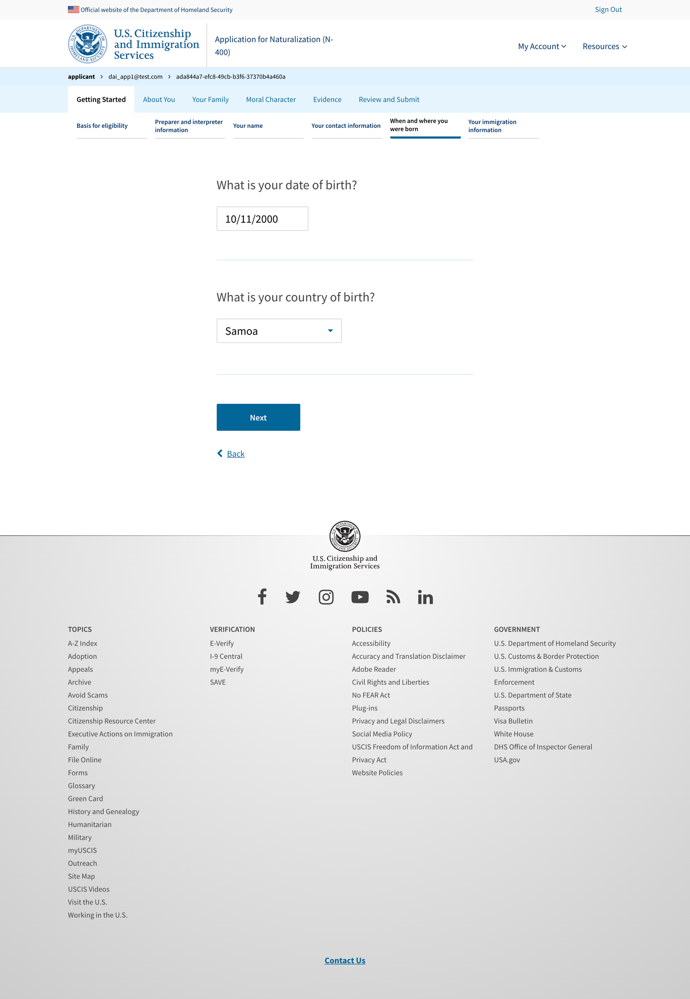 Official website of the Department of Homeland Security
Sign Out
U.S. DEPARTMENT OF HOMELAND SECURITY
U.S. Citizenship
and Immigration
Services
Application for Naturalization (N-
400)
My Account
Resources
applicant > dai_app1@test.com > ada844a7-efc8-49cb-b3f6-37370b4a460a
Getting Started
About You
Your Family
Moral Character
Evidence
Review and Submit
Basis for eligibility
Preparer and interpreter
information
Your name
Your contact information
When and where you
were born
Your immigration
information
What is your date of birth?
10/11/2000
What is your country of birth?
Samoa
Next
Back
U.S. DEPARTMENT OF HOMELAND SECURITY
U.S. Citizenship and
Immigration Services
TOPICS
A-Z Index
Adoption
Appeals
Archive
Avoid Scams
Citizenship
Citizenship Resource Center
Executive Actions on Immigration
Family
File Online
Forms
Glossary
Green Card
History and Genealogy
Humanitarian
Military
myUSCIS
Outreach
Site Map
USCIS Videos
Visit the U.S.
Working in the U.S.
VERIFICATION
E-Verify
I-9 Central
myE-Verify
SAVE
POLICIES
Accessibility
Accuracy and Translation Disclaimer
Adobe Reader
Civil Rights and Liberties
No FEAR Act
Plug-ins
Privacy and Legal Disclaimers
Social Media Policy
USCIS Freedom of Information Act and
Privacy Act
Website Policies
GOVERNMENT
U.S. Department of Homeland Security
U.S. Customs & Border Protection
U.S. Immigration & Customs
Enforcement
U.S. Department of State
Passports
Visa Bulletin
White House
DHS Office of Inspector General
USA.gov
Contact Us